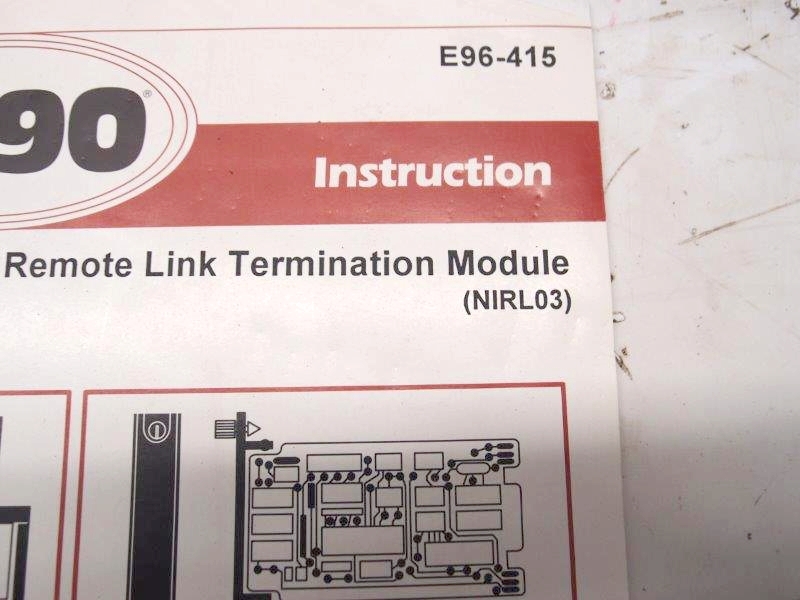 E96-415
90®
Instruction
Remote Link Termination Module
(NIRL03)